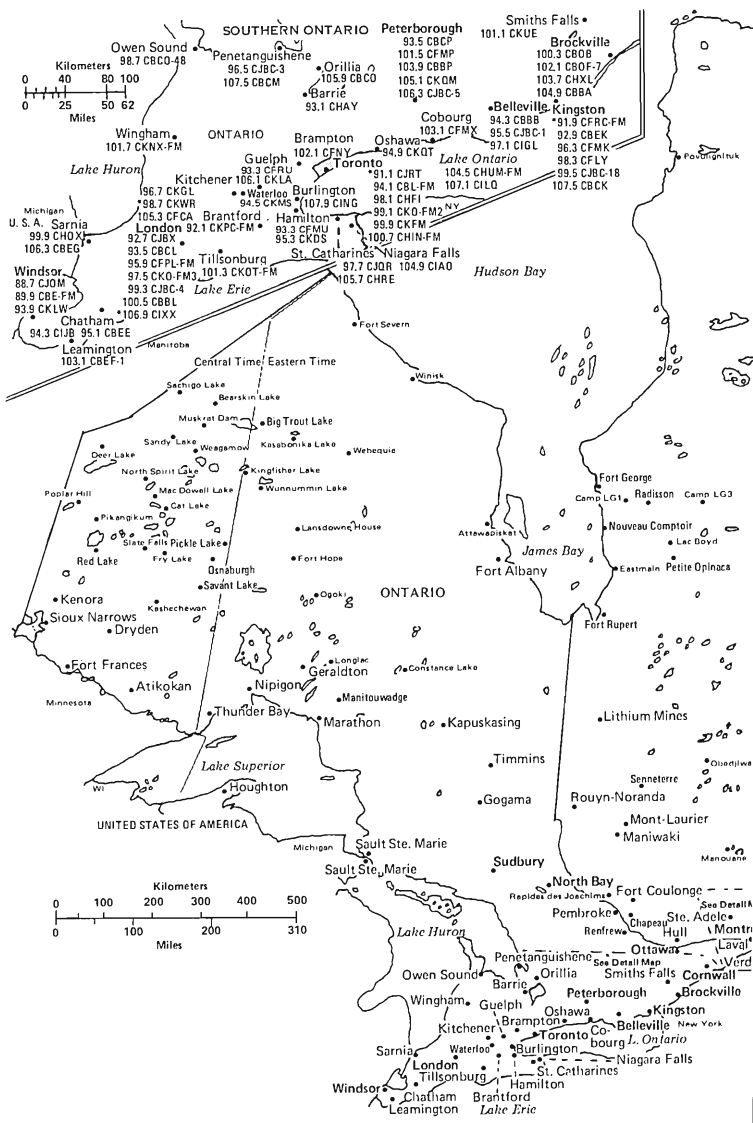 SOUTHERN ONTARIO
Owen Sound
98.7 CBCO-48
Penetanguishene
96.5 CJBC-3
107.5 CBCM
Orillia
105.9 CBCO
Barrie
93.1 CHAY
Peterborough
93.5 CBCP
101.5 CFMP
103.9 CBBP
105.1 CKQM
106.3 CJBC-5
Smiths Falls
101.1 CKUE
Brockville
100.3 CBOB
102.1 CBOF-7
103.7 CHXL
104.9 CBBA
Kilometers
0 40 80 100
0 25 50 62
Miles
Wingham
101.7 CKNX-FM
ONTARIO
Brampton
102.1 CFNY
Oshawa
94.9 CKQT
Cobourg
103.1 CFMX
Belleville
94.3 CBBB
95.5 CJBC-1
97.1 CIGL
Kingston
91.9 CFRC-FM
92.9 CBEK
96.3 CFMK
98.3 CFLY
99.5 CJBC-18
107.5 CBCK
Lake Huron
Guelph
93.3 CFRU
Toronto
91.1 CJRT
94.1 CBL-FM
98.1 CHFI
99.1 CKO-FM2
99.9 CKFM
100.7 CHIN-FM
Lake Ontario
104.5 CHUM-FM
107.1 CILQ
NY
Kitchener
106.1 CKLA
Waterloo
94.5 CKMS
96.7 CKGL
98.7 CKWR
105.3 CFCA
Burlington
107.9 CING
Brantford
92.1 CKPC-FM
Hamilton
93.3 CFMU
95.3 CKDS
Michigan
U.S.A.
Sarnia
99.9 CHOX
106.3 CBEG
London
92.7 CJBX
93.5 CBCL
95.9 CFPL-FM
97.5 CKO-FM3
99.3 CJBC-4
100.5 CBBL
106.9 CIXX
Tillsonburg
101.3 CKOT-FM
St. Catharines
97.7 CJQR
105.7 CHRE
Niagara Falls
104.9 CIAO
Lake Erie
Windsor
88.7 CJOM
89.9 CBE-FM
93.9 CKLW
94.3 CIJB
Chatham
95.1 CBEE
Leamington
103.1 CBEF-1
Povungnituk
Hudson Bay
Manitoba
Fort Severn
Central Time
Eastern Time
Winisk
Sachigo Lake
Bearskin Lake
Muskrat Dam
Big Trout Lake
Sandy Lake
Kasabonika Lake
Deer Lake
Weagamow
Webequie
North Spirit Lake
Kingfisher Lake
Poplar Hill
Mac Dowell Lake
Wunnummin Lake
Cat Lake
Pikangikum
Lansdowne House
Slate Falls
Pickle Lake
Red Lake
Fry Lake
Fort Hope
Osnaburgh
Savant Lake
Fort George
Camp LG1
Radisson
Camp LG3
Attawapiskat
Nouveau Comptoir
James Bay
Lac Boyd
Fort Albany
Eastmain
Petite Opinaca
Kenora
Kashechewan
Ogoki
ONTARIO
Sioux Narrows
Dryden
Fort Rupert
Fort Frances
Longlac
Geraldton
Constance Lake
Atikokan
Nipigon
Manitouwadge
Minnesota
Thunder Bay
Marathon
Kapuskasing
Lithium Mines
Lake Superior
Timmins
Obedjiwa
WI
Houghton
Senneterre
Gogama
Rouyn-Noranda
UNITED STATES OF AMERICA
Mont-Laurier
Maniwaki
Michigan
Sault Ste. Marie
Sault Ste. Marie
Manouane
Sudbury
North Bay
Rapides des Joachims
Fort Coulonge
Kilometers
0 100 200 300 400 500
0 100 200 310
Miles
Pembroke
Chapeau
Ste. Adele
See Detail M
Renfrew
Hull
Montr
Lake Huron
Ottawa
Laval
Penetanguishene
See Detail Map
Verd
Owen Sound
Orillia
Smiths Falls
Cornwall
Barrie
Peterborough
Brockville
Wingham
Guelph
Oshawa
Kingston
Kitchener
Brampton
Belleville
New York
Toronto
Co-
bourg
L. Ontario
Sarnia
Waterloo
Burlington
London
Niagara Falls
Tillsonburg
St. Catharines
Windsor
Hamilton
Chatham
Brantford
Leamington
Lake Erie